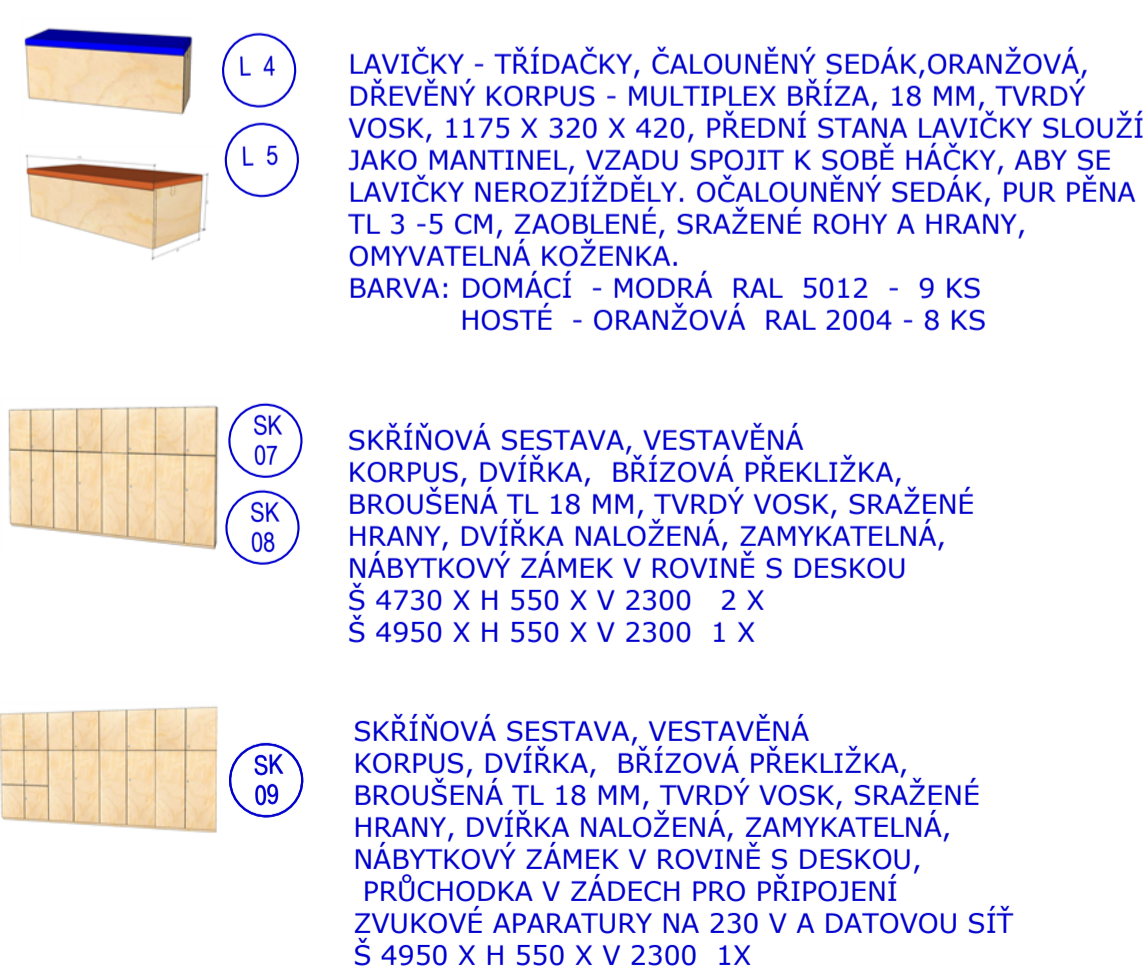 L 4
L 5
LAVIČKY - TŘÍDAČKY, ČALOUNĚNÝ SEDÁK,ORANŽOVÁ,
DŘEVĚNÝ KORPUS - MULTIPLEX BŘÍZA, 18 MM, TVRDÝ
VOSK, 1175 X 320 X 420, PŘEDNÍ STANA LAVIČKY SLOUŽÍ
JAKO MANTINEL, VZADU SPOJIT K SOBĚ HÁČKY, ABY SE
LAVIČKY NEROZJÍŽDĚLY. OČALOUNĚNÝ SEDÁK, PUR PĚNA
TL 3 -5 CM, ZAOBLENÉ, SRAŽENÉ ROHY A HRANY,
OMYVATELNÁ KOŽENKA.
BARVA: DOMÁCÍ - MODRÁ RAL 5012 - 9 KS
HOSTÉ - ORANŽOVÁ RAL 2004 - 8 KS
SK
07
SK
08
SKŘÍŇOVÁ SESTAVA, VESTAVĚNÁ
KORPUS, DVÍŘKA, BŘÍZOVÁ PŘEKLIŽKA,
BROUŠENÁ TL 18 MM, TVRDÝ VOSK, SRAŽENÉ
HRANY, DVÍŘKA NALOŽENÁ, ZAMYKATELNÁ,
NÁBYTKOVÝ ZÁMEK V ROVINĚ S DESKOU
Š 4730 X H 550 X V 2300 2 X
Š 4950 X H 550 X V 2300 1 X
SK
09
SKŘÍŇOVÁ SESTAVA, VESTAVĚNÁ
KORPUS, DVÍŘKA, BŘÍZOVÁ PŘEKLIŽKA,
BROUŠENÁ TL 18 MM, TVRDÝ VOSK, SRAŽENÉ
HRANY, DVÍŘKA NALOŽENÁ, ZAMYKATELNÁ,
NÁBYTKOVÝ ZÁMEK V ROVINĚ S DESKOU,
PRŮCHODKA V ZÁDECH PRO PŘIPOJENÍ
ZVUKOVÉ APARATURY NA 230 V A DATOVOU SÍŤ
Š 4950 X H 550 X V 2300 1X